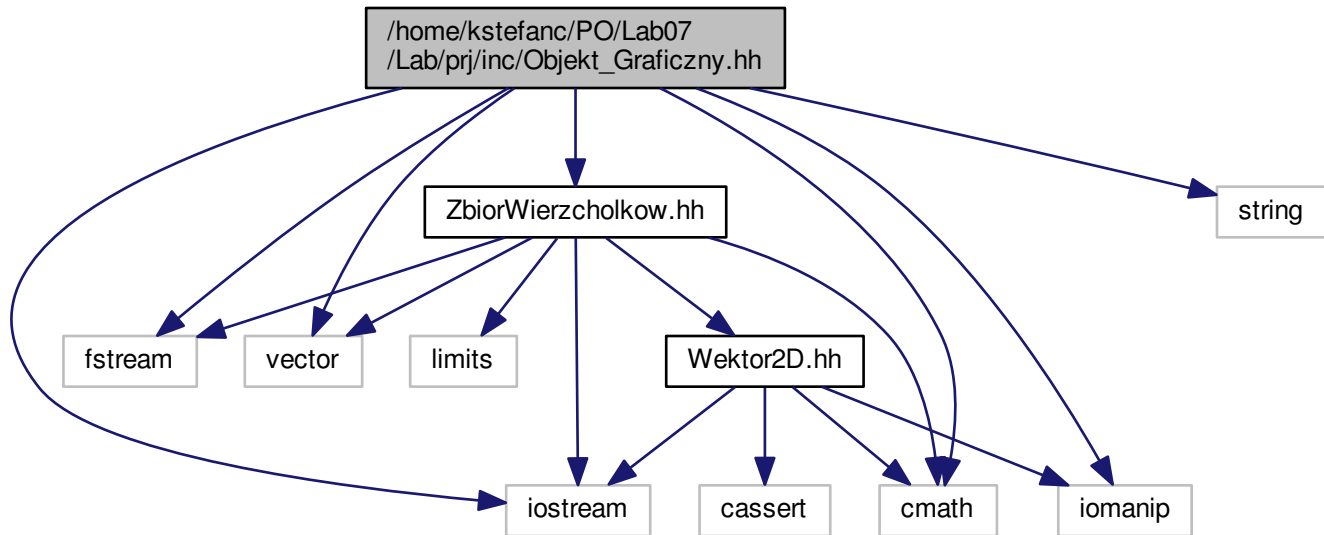 /home/kstefanc/PO/Lab07
/Lab/prj/inc/Objekt_Graficzny.hh
ZbiorWierzcholkow.hh
string
fstream
vector
limits
Wektor2D.hh
iostream
cassert
cmath
iomanip